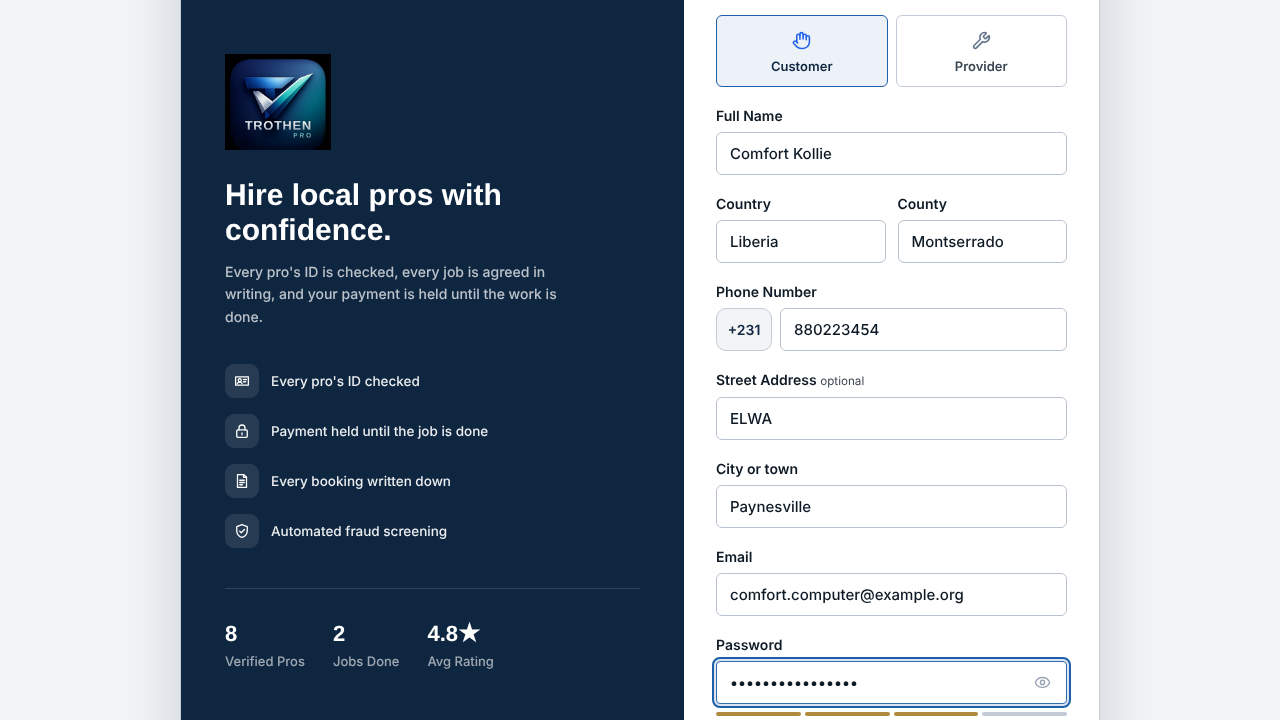 TROTHEN
PRO
Hire local pros with
confidence.
Every pro's ID is checked, every job is agreed in
writing, and your payment is held until the work is
done.
Every pro's ID checked
Payment held until the job is done
Every booking written down
Automated fraud screening
8
Verified Pros
2
Jobs Done
4.8★
Avg Rating
Customer
Provider
Full Name
Comfort Kollie
Country
Liberia
County
Montserrado
Phone Number
+231
880223454
Street Address optional
ELWA
City or town
Paynesville
Email
comfort.computer@example.org
Password
••••••••••••••••